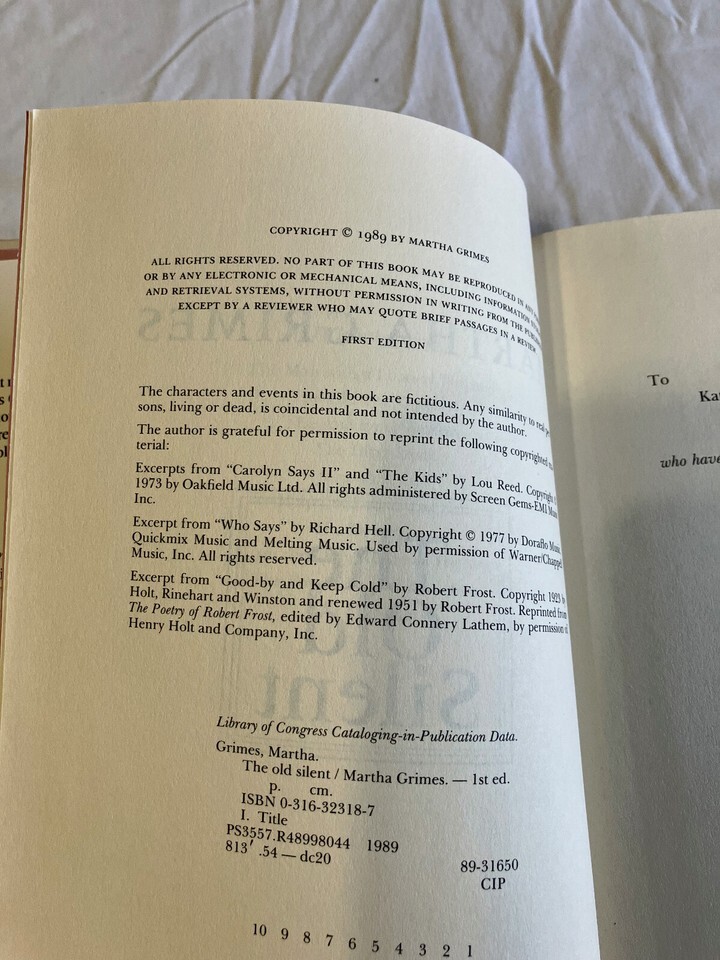 COPYRIGHT © 1989 BY MARTHA GRIMES
ALL RIGHTS RESERVED. NO PART OF THIS BOOK MAY BE REPRODUCED IN ANY
OR BY ANY ELECTRONIC OR MECHANICAL MEANS, INCLUDING INFORMATION
AND RETRIEVAL SYSTEMS, WITHOUT PERMISSION IN WRITING FROM THE
EXCEPT BY A REVIEWER WHO MAY QUOTE BRIEF PASSAGES IN A REVIEW
FIRST EDITION
The characters and events in this book are fictitious. Any similarity to real
sons, living or dead, is coincidental and not intended by the author.
The author is grateful for permission to reprint the following copyrighted
terial:
Excerpts from “Carolyn Says II” and “The Kids” by Lou Reed. Copyright
1973 by Oakfield Music Ltd. All rights administered by Screen Gems-EMI
Inc.
Excerpt from “Who Says” by Richard Hell. Copyright © 1977 by DoraFlo
Quickmix Music and Melting Music. Used by permission of Warner/Chappell
Music, Inc. All rights reserved.
Excerpt from “Good-by and Keep Cold” by Robert Frost. Copyright 1923 by
Holt, Rinehart and Winston and renewed 1951 by Robert Frost. Reprinted from
The Poetry of Robert Frost, edited by Edward Connery Lathem, by permission of
Henry Holt and Company, Inc.
Library of Congress Cataloging-in-Publication Data.
Grimes, Martha.
The old silent / Martha Grimes. — 1st ed.
p. cm.
ISBN 0-316-32318-7
I. Title
PS3557.R48998044 1989
813′ .54 — dc20
89-31650
CIP
10 9 8 7 6 5 4 3 2 1
To
who have